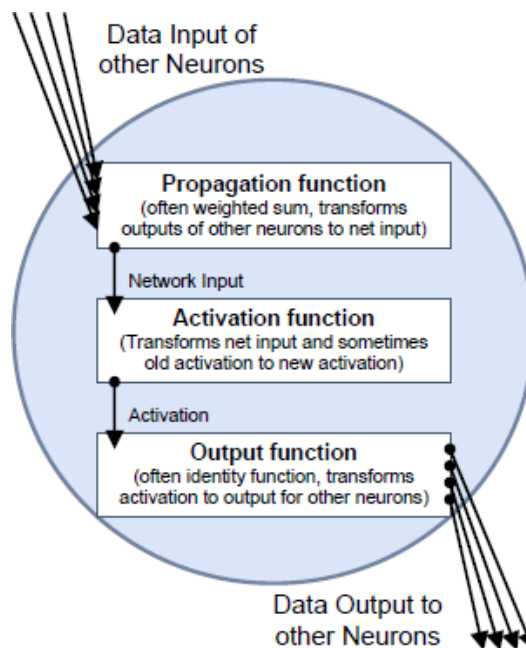 Data Input of
other Neurons
Propagation function
(often weighted sum, transforms
outputs of other neurons to net input)
Network Input
Activation function
(Transforms net input and sometimes
old activation to new activation)
Activation
Output function
(often identity function, transforms
activation to output for other neurons)
Data Output to
other Neurons